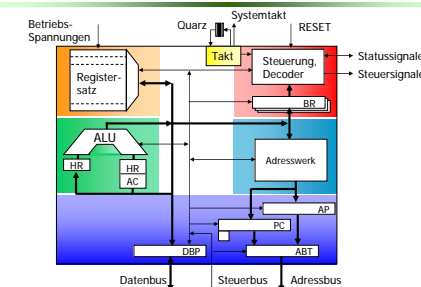 Systemtakt
Betriebs-
Spannungen
Quarz
RESET
Takt
Steuerung,
Decoder
Statussignale
Steuersignale
Register-
satz
BR
ALU
HR
HR
AC
Adresswerk
AP
PC
DBP
ABT
Datenbus
Steuerbus
Adressbus